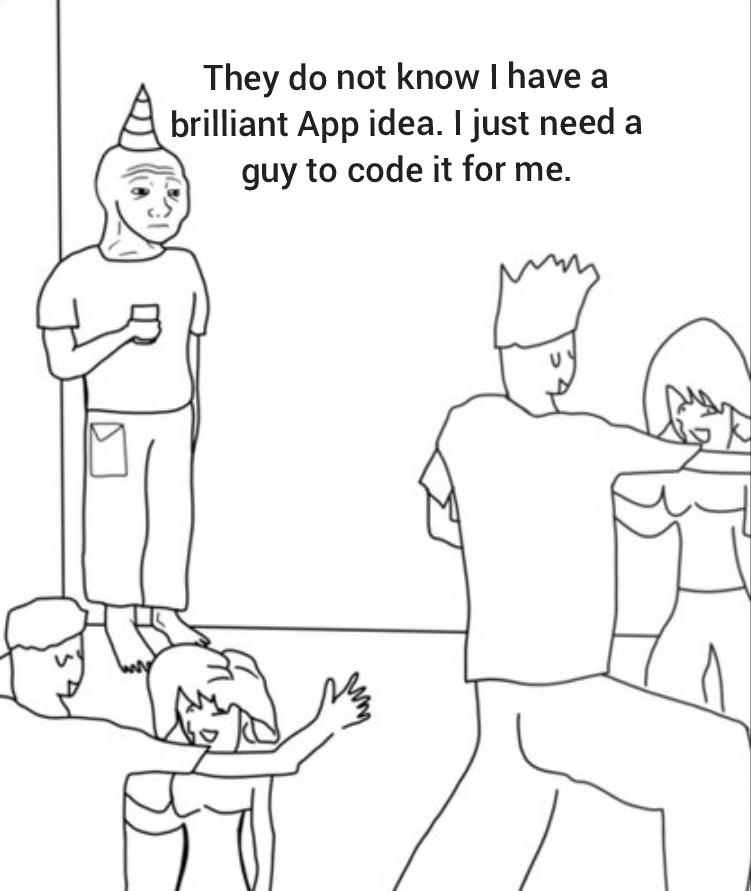 They do not know I have a
brilliant App idea. I just need a
guy to code it for me.